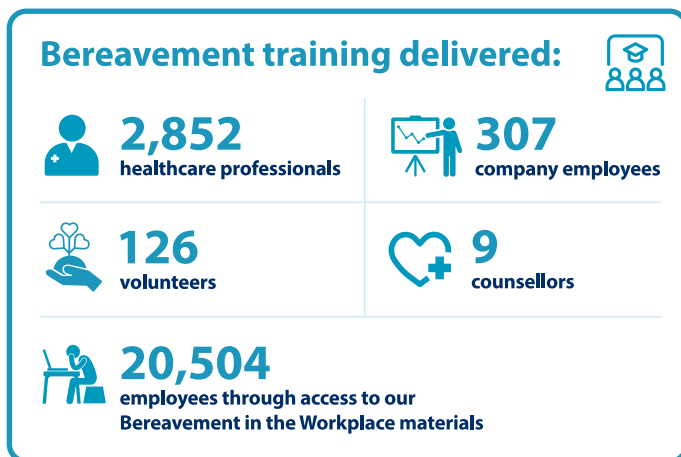 Bereavement training delivered:
2,852
healthcare professionals
307
company employees
126
volunteers
9
counsellors
20,504
employees through access to our
Bereavement in the Workplace materials